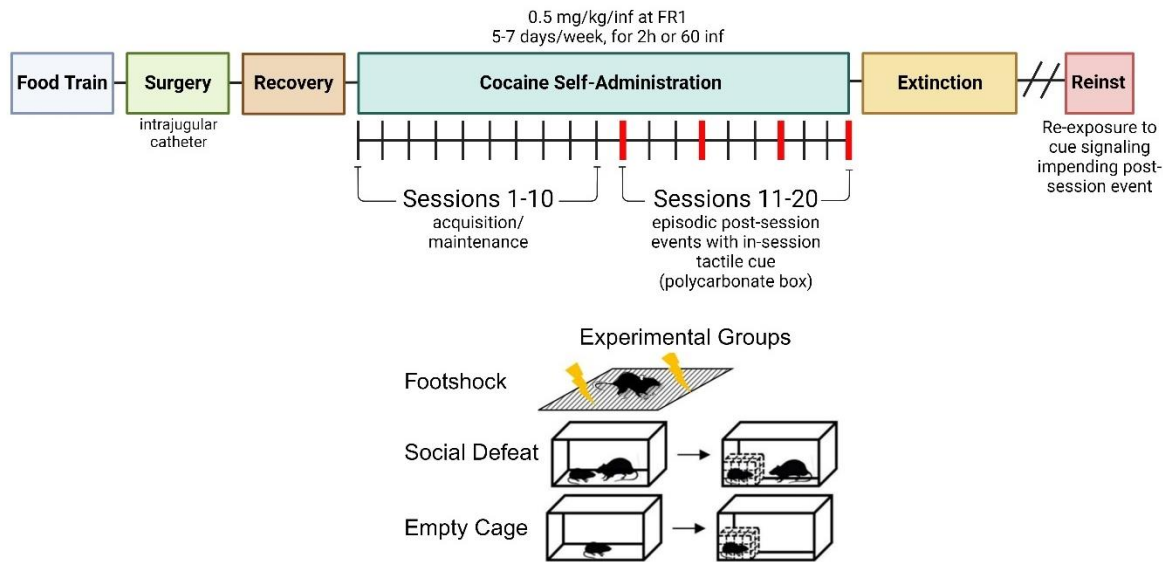 0.5 mg/kg/inf at FR1
5-7 days/week, for 2h or 60 inf
Food Train
Surgery
Recovery
Cocaine Self-Administration
Extinction
Reinst
intrajugular
catheter
Re-exposure to
cue signaling
impending post-
session event
Sessions 1-10
acquisition/
maintenance
Sessions 11-20
episodic post-session
events with in-session
tactile cue
(polycarbonate box)
Experimental Groups
Footshock
Social Defeat
Empty Cage